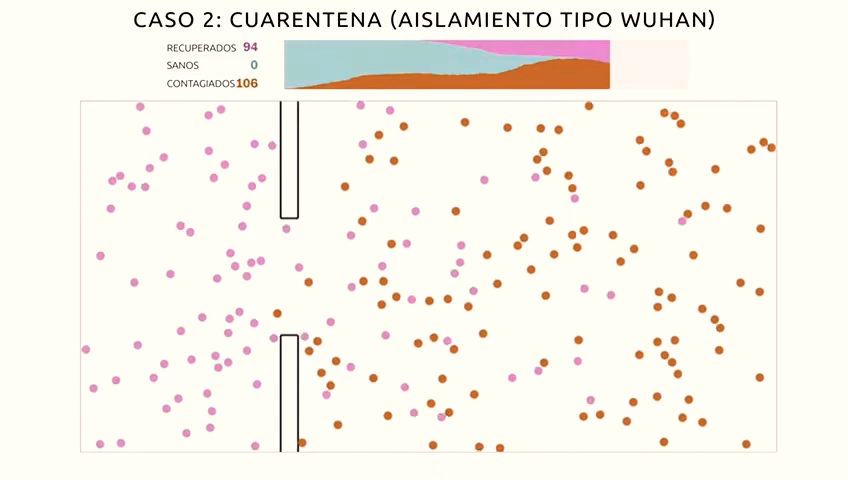 CASO 2: CUARENTENA (AISLAMIENTO TIPO WUHAN)
RECUPERADOS 94
SANOS 0
CONTAGIADOS 106